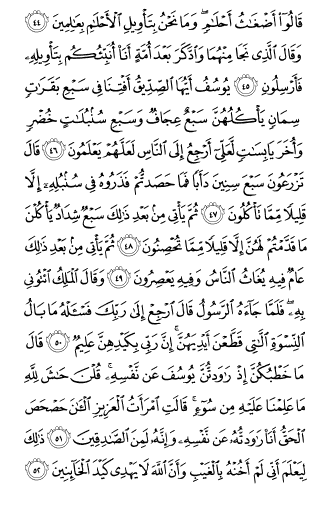 قَالُوٓا۟ أَضْغَـٰثُ أَحْلَـٰمٍ ۖ وَمَا نَحْنُ بِتَأْوِيلِ ٱلْأَحْلَـٰمِ بِعَـٰلِمِينَ ﴿٤٤﴾
وَقَالَ ٱلَّذِى نَجَا مِنْهُمَا وَٱدَّكَرَ بَعْدَ أُمَّةٍ أَنَا۠ أُنَبِّئُكُم بِتَأْوِيلِهِۦ
فَأَرْسِلُونِ ﴿٤٥﴾ يُوسُفُ أَيُّهَا ٱلصِّدِّيقُ أَفْتِنَا فِى سَبْعِ بَقَرَٰتٍ
سِمَانٍ يَأْكُلُهُنَّ سَبْعٌ عِجَافٌ وَسَبْعِ سُنۢبُلَـٰتٍ خُضْرٍ
وَأُخَرَ يَابِسَـٰتٍ لَّعَلِّىٓ أَرْجِعُ إِلَى ٱلنَّاسِ لَعَلَّهُمْ يَعْلَمُونَ ﴿٤٦﴾ قَالَ
تَزْرَعُونَ سَبْعَ سِنِينَ دَأَبًا فَمَا حَصَدتُّمْ فَذَرُوهُ فِى سُنۢبُلِهِۦٓ إِلَّا
قَلِيلًا مِّمَّا تَأْكُلُونَ ﴿٤٧﴾ ثُمَّ يَأْتِى مِنۢ بَعْدِ ذَٰلِكَ سَبْعٌ شِدَادٌ يَأْكُلْنَ
مَا قَدَّمْتُمْ لَهُنَّ إِلَّا قَلِيلًا مِّمَّا تُحْصِنُونَ ﴿٤٨﴾ ثُمَّ يَأْتِى مِنۢ بَعْدِ ذَٰلِكَ
عَامٌ فِيهِ يُغَاثُ ٱلنَّاسُ وَفِيهِ يَعْصِرُونَ ﴿٤٩﴾ وَقَالَ ٱلْمَلِكُ ٱئْتُونِى
بِهِۦ ۖ فَلَمَّا جَآءَهُ ٱلرَّسُولُ قَالَ ٱرْجِعْ إِلَىٰ رَبِّكَ فَسْـَٔلْهُ مَا بَالُ
ٱلنِّسْوَةِ ٱلَّـٰتِى قَطَّعْنَ أَيْدِيَهُنَّ ۚ إِنَّ رَبِّى بِكَيْدِهِنَّ عَلِيمٌ ﴿٥٠﴾ قَالَ
مَا خَطْبُكُنَّ إِذْ رَٰوَدتُّنَّ يُوسُفَ عَن نَّفْسِهِۦ ۚ قُلْنَ حَـٰشَ لِلَّهِ
مَا عَلِمْنَا عَلَيْهِ مِن سُوٓءٍ ۚ قَالَتِ ٱمْرَأَتُ ٱلْعَزِيزِ ٱلْـَٔـٰنَ حَصْحَصَ
ٱلْحَقُّ أَنَا۠ رَٰوَدتُّهُۥ عَن نَّفْسِهِۦ وَإِنَّهُۥ لَمِنَ ٱلصَّـٰدِقِينَ ﴿٥١﴾ ذَٰلِكَ
لِيَعْلَمَ أَنِّى لَمْ أَخُنْهُ بِٱلْغَيْبِ وَأَنَّ ٱللَّهَ لَا يَهْدِى كَيْدَ ٱلْخَآئِنِينَ ﴿٥٢﴾